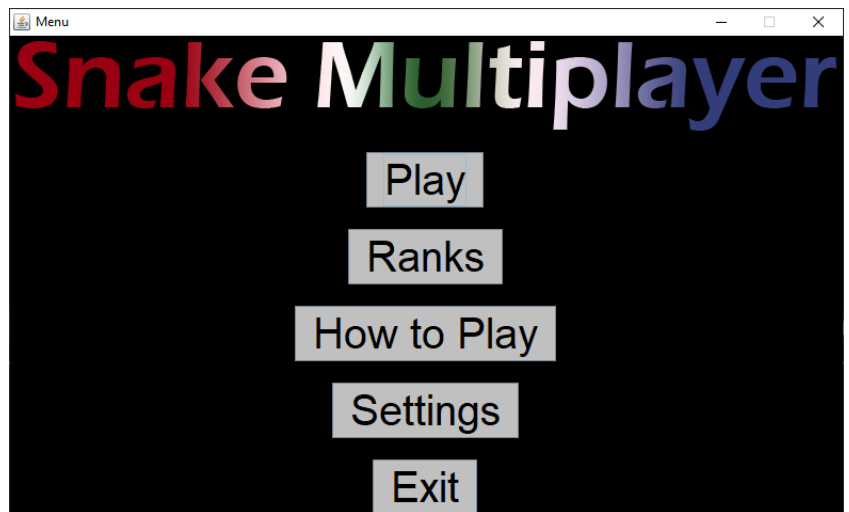 Menu
Snake Multiplayer
Play
Ranks
How to Play
Settings
Exit